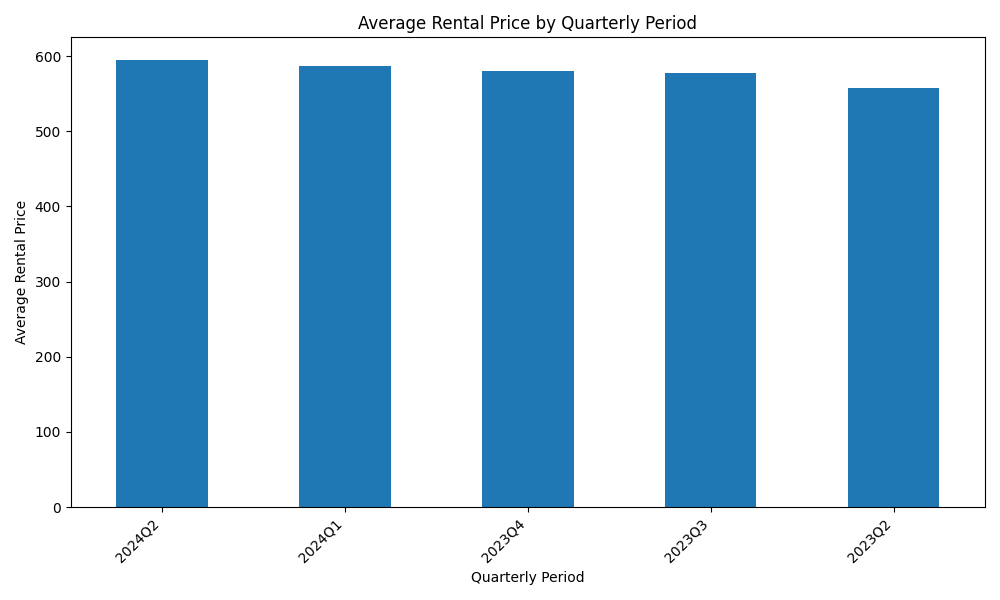 Average Rental Price by Quarterly Period
Average Rental Price
600
500
400
300
200
100
0
2024Q2
2024Q1
2023Q4
2023Q3
2023Q2
Quarterly Period